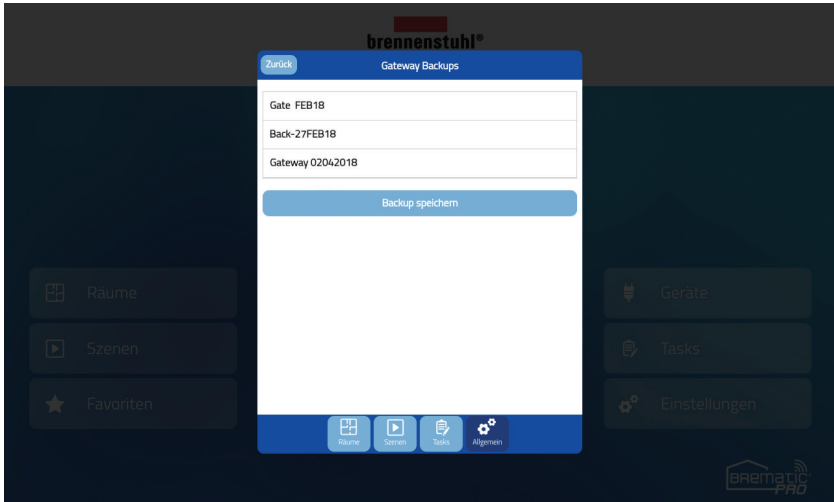 brennenstuhl®
Zurück
Gateway Backups
Gate FEB18
Back-27FEB18
Gateway 02042018
Backup speichern
Räume
Geräte
Szenen
Tasks
Favoriten
Einstellungen
Räume
Szenen
Tasks
Allgemein
BREMATIC
PRO